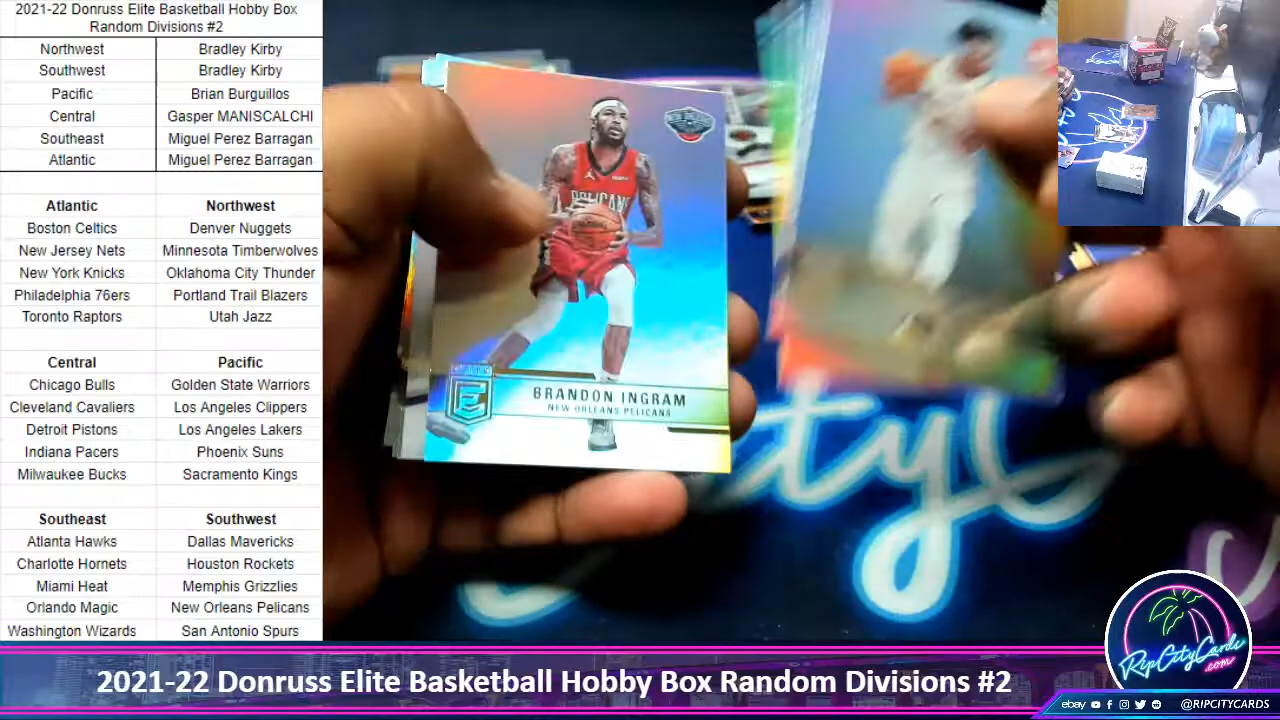 2021-22 Donruss Elite Basketball Hobby Box
Random Divisions #2
Northwest Bradley Kirby
Southwest Bradley Kirby
Pacific Brian Burguillos
Central Gasper MANISCALCHI
Southeast Miguel Perez Barragan
Atlantic Miguel Perez Barragan
Atlantic Northwest
Boston Celtics Denver Nuggets
New Jersey Nets Minnesota Timberwolves
New York Knicks Oklahoma City Thunder
Philadelphia 76ers Portland Trail Blazers
Toronto Raptors Utah Jazz
Central Pacific
Chicago Bulls Golden State Warriors
Cleveland Cavaliers Los Angeles Clippers
Detroit Pistons Los Angeles Lakers
Indiana Pacers Phoenix Suns
Milwaukee Bucks Sacramento Kings
Southeast Southwest
Atlanta Hawks Dallas Mavericks
Charlotte Hornets Houston Rockets
Miami Heat Memphis Grizzlies
Orlando Magic New Orleans Pelicans
Washington Wizards San Antonio Spurs
PELICANS
E
BRANDON INGRAM
NEW ORLEANS PELICANS
RipCityCards
.com
2021-22 Donruss Elite Basketball Hobby Box Random Divisions #2
ebay @RIPCITYCARDS